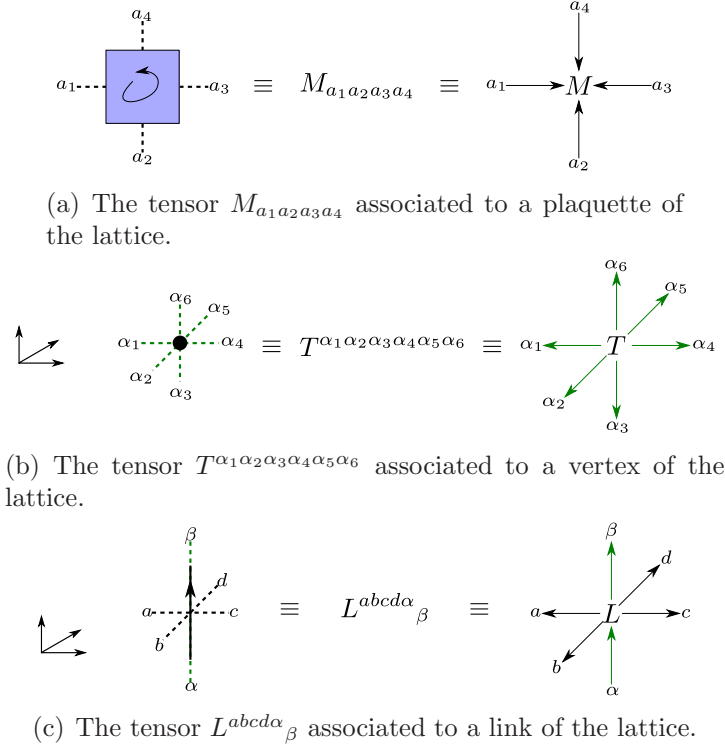 a₄ a₄
a₁ a₃ ≡ M_{a₁a₂a₃a₄} ≡ a₁ M a₃
a₂ a₂
(a) The tensor M_{a₁a₂a₃a₄} associated to a plaquette of
the lattice.
α₆ α₅ α₆ α₅
α₁ α₄ ≡ T^{α₁α₂α₃α₄α₅α₆} ≡ α₁ T α₄
α₂ α₃ α₂ α₃
(b) The tensor T^{α₁α₂α₃α₄α₅α₆} associated to a vertex of the
lattice.
β β
d d
a c ≡ L^{abcdα}_β ≡ a L c
b b
α α
(c) The tensor L^{abcdα}_β associated to a link of the lattice.